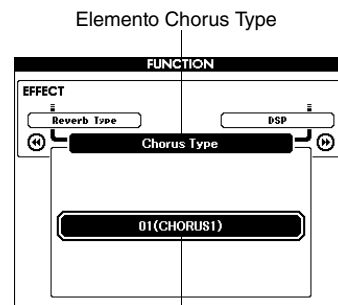 Elemento Chorus Type
FUNCTION
EFFECT
Reverb Type
DSP
Chorus Type
01(CHORUS1)